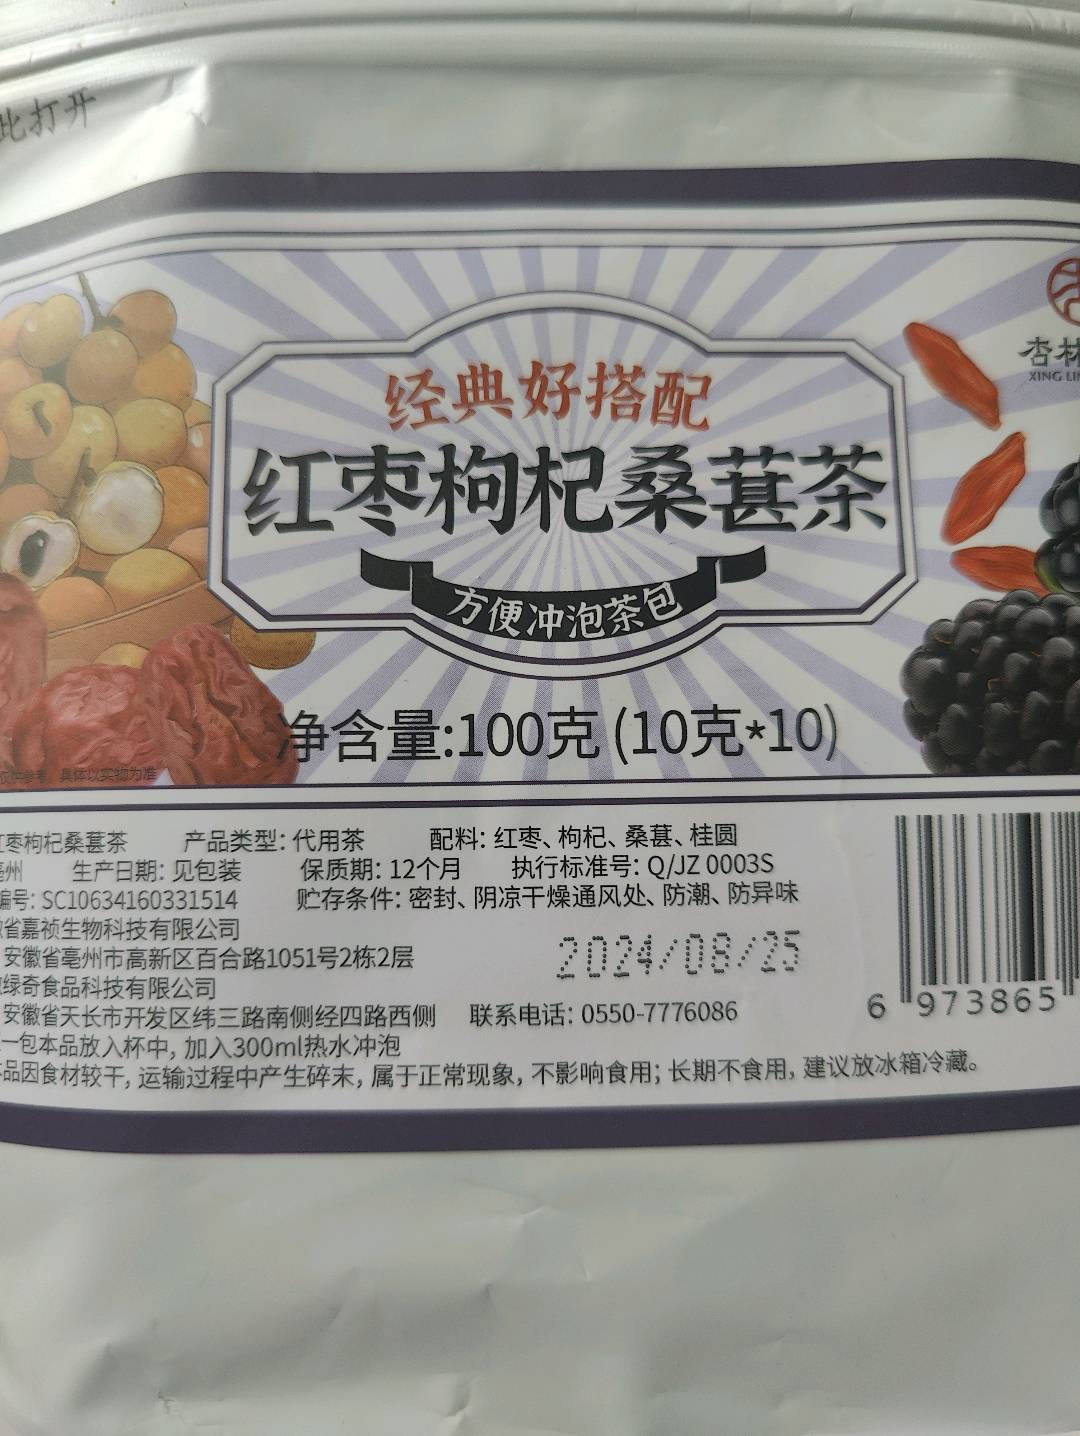 此打开
杏林
XING LIN
经典好搭配
红枣枸杞桑葚茶
方便冲泡茶包
净含量:100克(10克*10)
具体以实物为准
枣枸杞桑葚茶 产品类型:代用茶 配料:红枣、枸杞、桑葚、桂圆
州 生产日期:见包装 保质期:12个月 执行标准号:Q/JZ 0003S
编号:SC10634160331514 贮存条件:密封、阴凉干燥通风处、防潮、防异味
省嘉祯生物科技有限公司
安徽省亳州市高新区百合路1051号2栋2层
2024/08/25
绿奇食品科技有限公司
安徽省天长市开发区纬三路南侧经四路西侧 联系电话:0550-7776086
一包本品放入杯中,加入300ml热水冲泡
品因食材较干,运输过程中产生碎末,属于正常现象,不影响食用;长期不食用,建议放冰箱冷藏。
6 973865